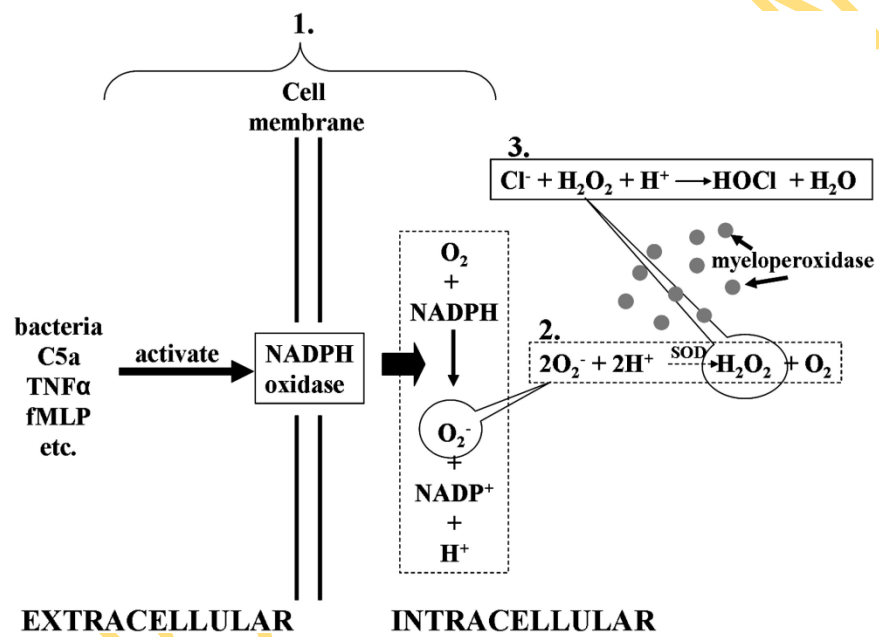 1.
Cell
membrane
3.
Cl⁻ + H₂O₂ + H⁺ ⟶ HOCl + H₂O
myeloperoxidase
O₂
+
NADPH
bacteria
C5a
TNFα
fMLP
etc.
activate
NADPH
oxidase
2.
2O₂⁻ + 2H⁺ SOD ⇢ H₂O₂ + O₂
O₂⁻
+
NADP⁺
+
H⁺
EXTRACELLULAR
INTRACELLULAR